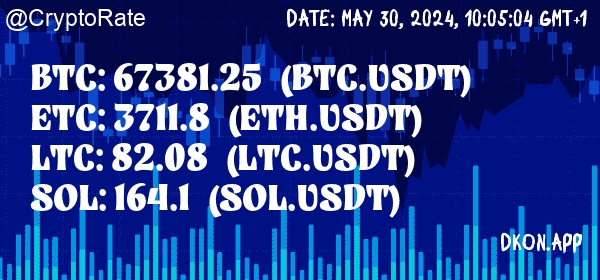 @CryptoRate
DATE: MAY 30, 2024, 10:05:04 GMT+1
BTC: 67381.25 (BTC.USDT)
ETC: 3711.8 (ETH.USDT)
LTC: 82.08 (LTC.USDT)
SOL: 164.1 (SOL.USDT)
DKON.APP